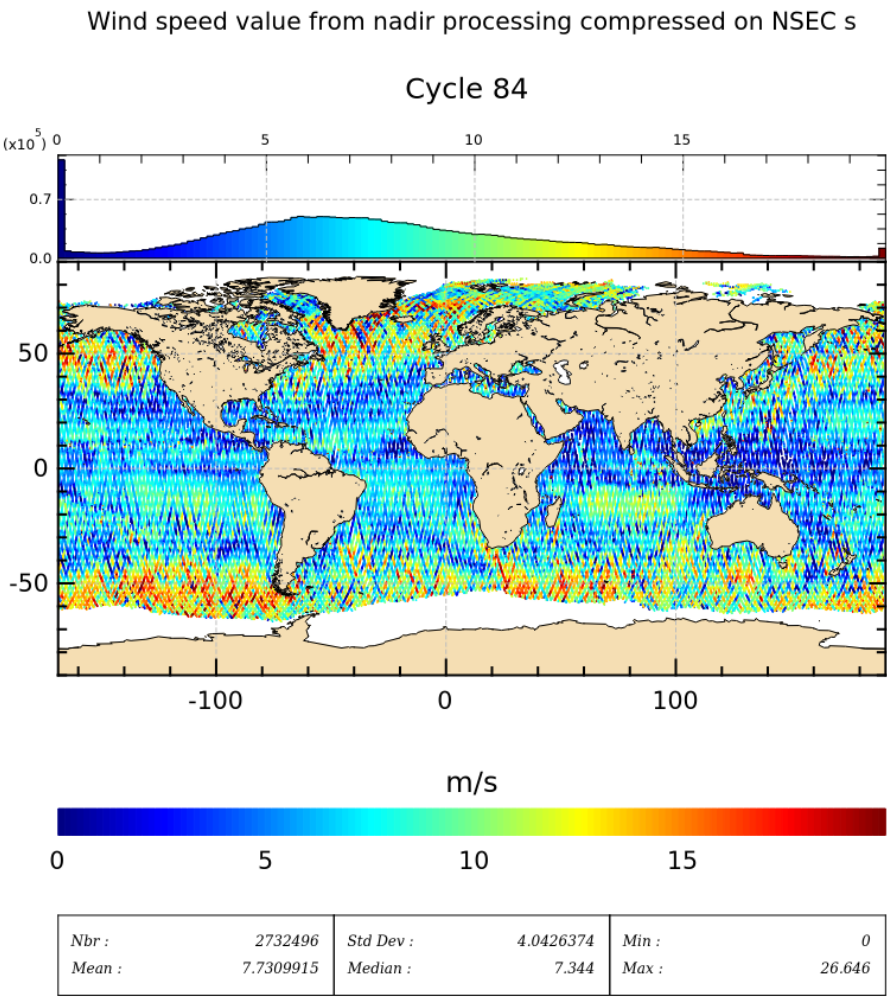 Wind speed value from nadir processing compressed on NSEC s
Cycle 84
(x10^5) 0 5 10 15
0.7
0.0
50
0
-50
-100 0 100
m/s
0 5 10 15
Nbr : 2732496 Std Dev : 4.0426374 Min : 0
Mean : 7.7309915 Median : 7.344 Max : 26.646